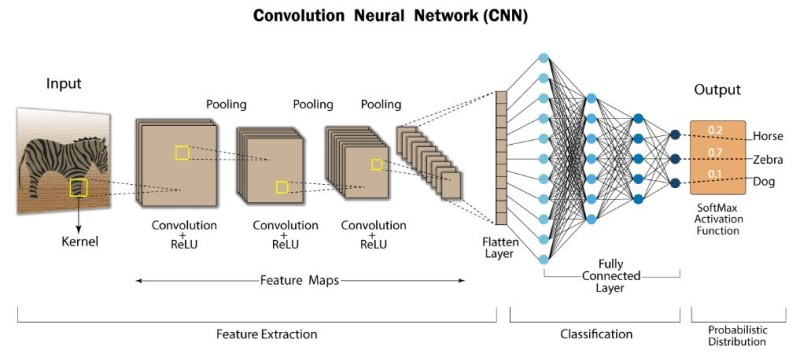 Convolution Neural Network (CNN)
Input
Output
Pooling
Pooling
Pooling
0.2
Horse
0.7
Zebra
0.1
Dog
Kernel
Convolution
+
ReLU
Convolution
+
ReLU
Convolution
+
ReLU
Flatten
Layer
SoftMax
Activation
Function
Feature Maps
Fully
Connected
Layer
Feature Extraction
Classification
Probabilistic
Distribution